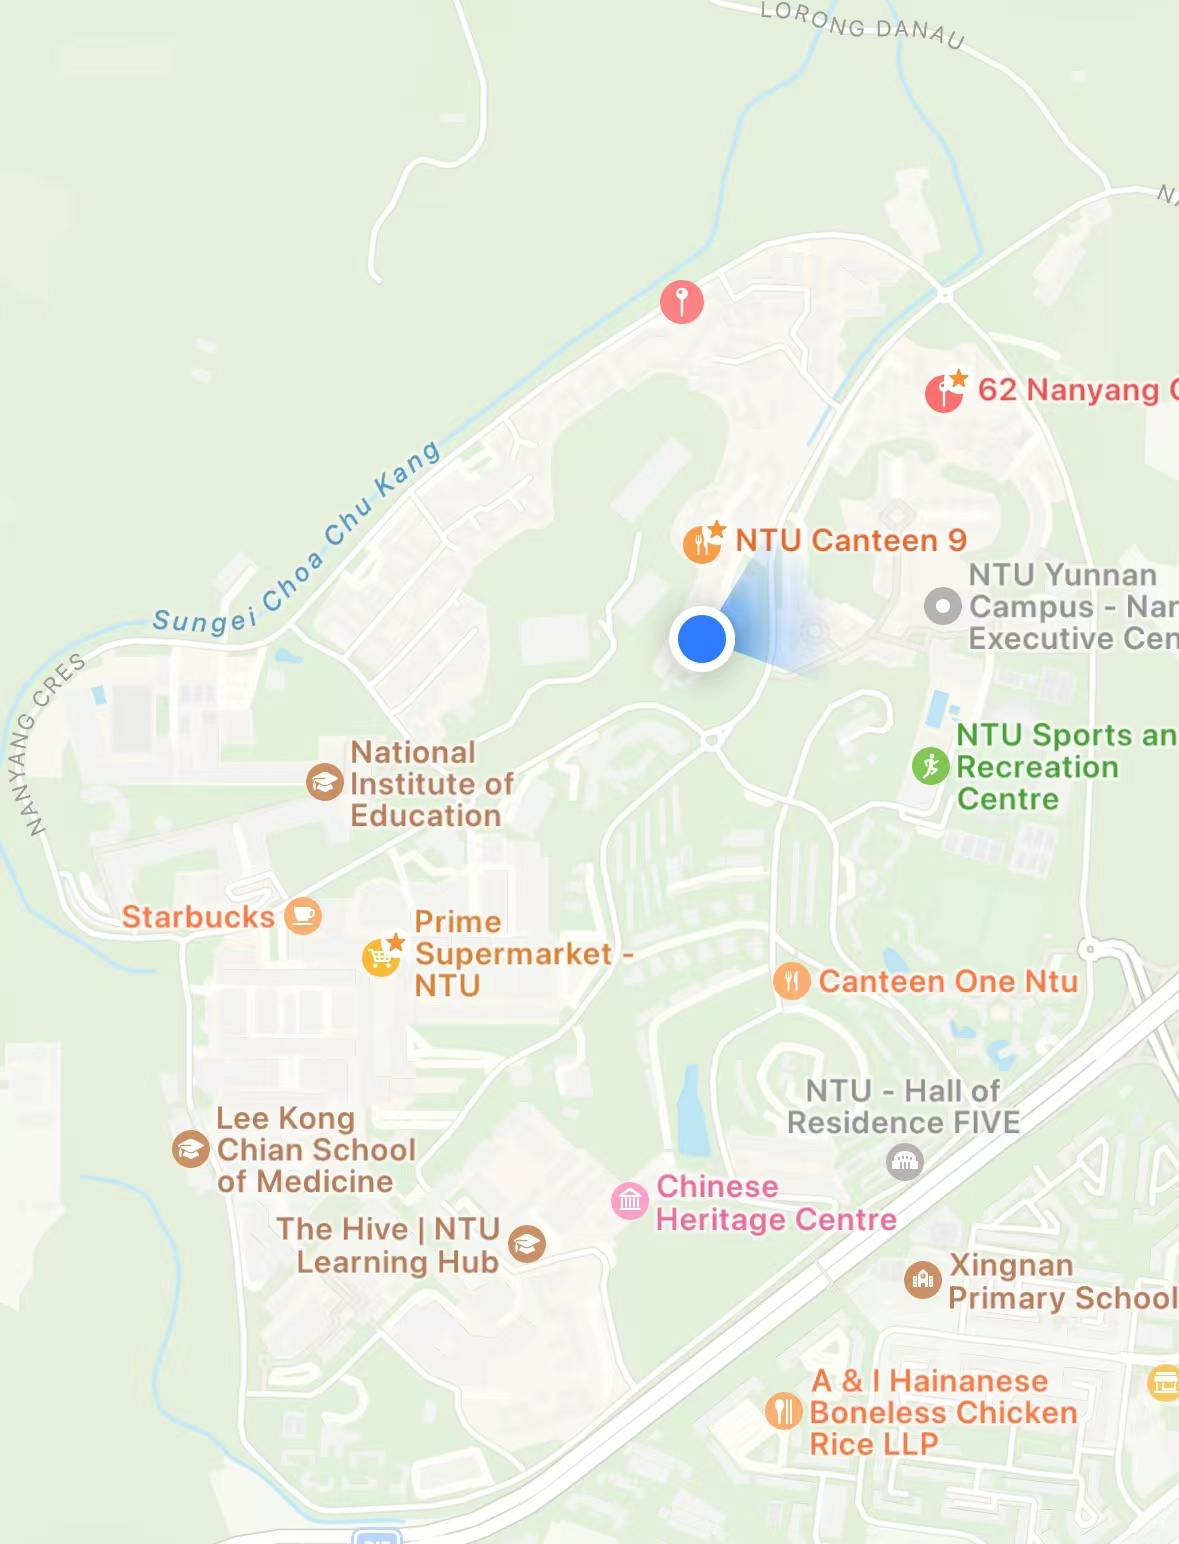 LORONG DANAU
62 Nanyang
Sungei Choa Chu Kang
NTU Canteen 9
NTU Yunnan
Campus -
Executive
NANYANG CRES
NTU Sports
Recreation
Centre
National
Institute of
Education
Starbucks
Prime
Supermarket -
NTU
Canteen One Ntu
NTU - Hall of
Residence FIVE
Lee Kong
Chian School
of Medicine
Chinese
Heritage Centre
The Hive | NTU
Learning Hub
Xingnan
Primary School
A & I Hainanese
Boneless Chicken
Rice LLP